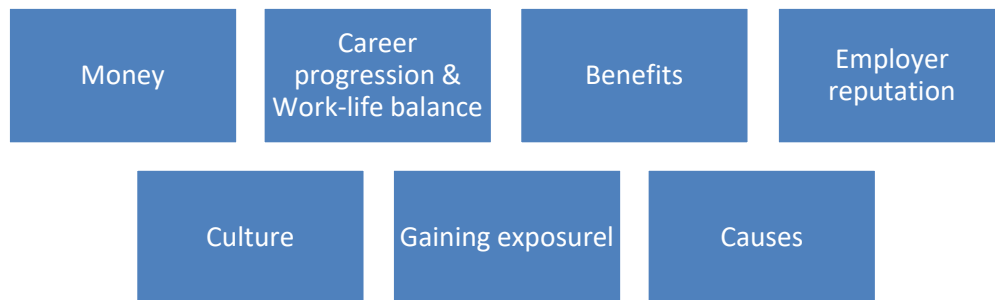 Money
Career
progression &
Work-life balance
Benefits
Employer
reputation
Culture
Gaining exposurel
Causes